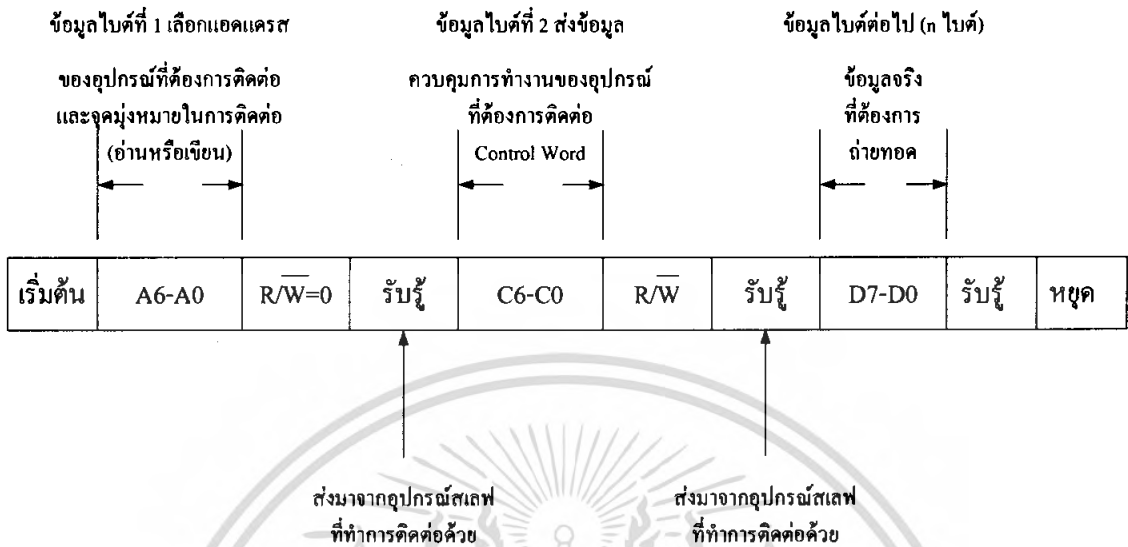 ข้อมูลไบต์ที่ 1 เลือกแอดแครส
ของอุปกรณ์ที่ต้องการติดต่อ
และจุดมุ่งหมายในการติดต่อ
(อ่านหรือเขียน)
ข้อมูลไบต์ที่ 2 ส่งข้อมูล
ควบคุมการทำงานของอุปกรณ์
ที่ต้องการติดต่อ
Control Word
ข้อมูลไบต์ต่อไป (n ไบต์)
ข้อมูลจริง
ที่ต้องการ
ถ่ายทอด
เริ่มต้น A6-A0 R/W̅=0 รับรู้ C6-C0 R/W̅ รับรู้ D7-D0 รับรู้ หยุด
ส่งมาจากอุปกรณ์สเลฟ
ที่ทำการติดต่อด้วย
ส่งมาจากอุปกรณ์สเลฟ
ที่ทำการติดต่อด้วย